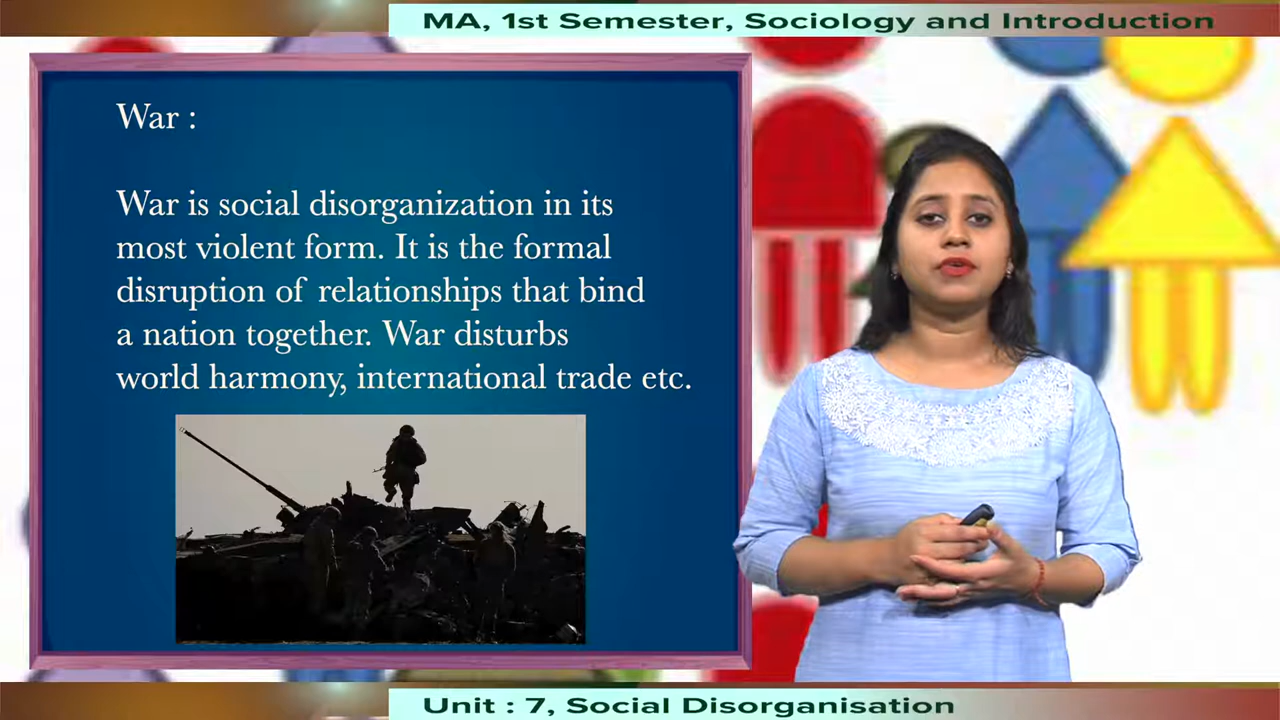 MA, 1st Semester, Sociology and Introduction
War :
War is social disorganization in its
most violent form. It is the formal
disruption of relationships that bind
a nation together. War disturbs
world harmony, international trade etc.
Unit : 7, Social Disorganisation